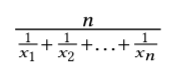 n
1/x₁ + 1/x₂ + ... + 1/xₙ